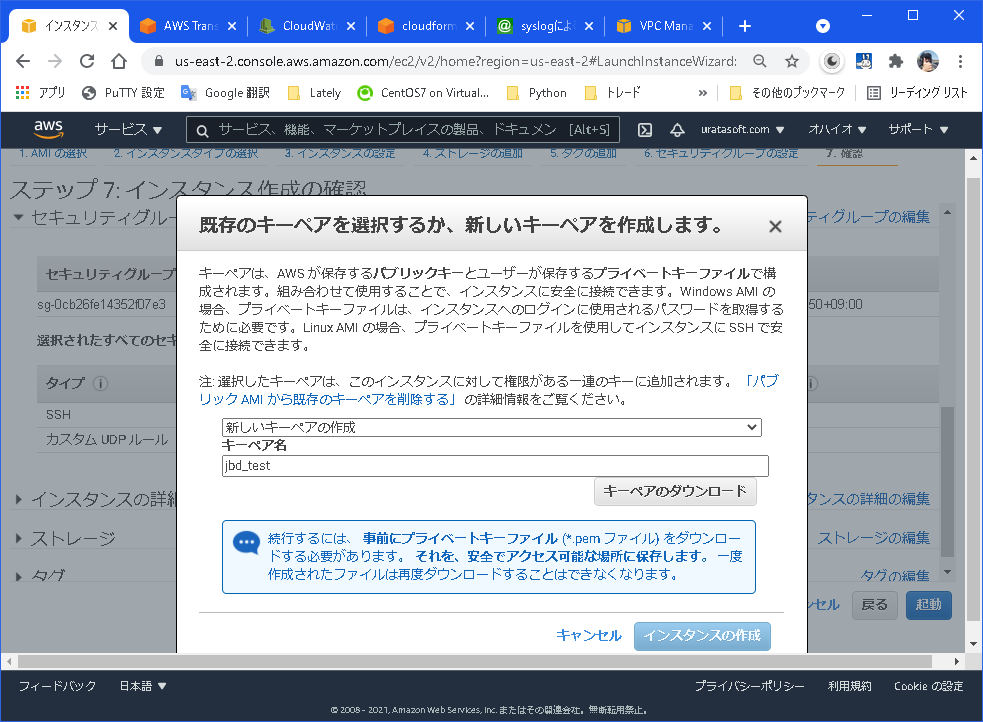 インスタンス
AWS Trans
CloudWat
cloudform
syslogによ
VPC Mana
us-east-2.console.aws.amazon.com/ec2/v2/home?region=us-east-2#LaunchInstanceWizard:
アプリ
PuTTY 設定
Google 翻訳
Lately
CentOS7 on Virtual...
Python
トレード
»
その他のブックマーク
リーディング リスト
aws
サービス
サービス、機能、マーケットプレイスの製品、ドキュメン [Alt+S]
uratasoft.com
オハイオ
サポート
1. AMI の選択
2. インスタンスタイプの選択
3. インスタンスの設定
4. ストレージの追加
5. タグの追加
6. セキュリティグループの設定
7. 確認
ステップ 7: インスタンス作成の確認
セキュリティグルー
ティグループの編集
既存のキーペアを選択するか、新しいキーペアを作成します。
セキュリティグループ
sg-0cb26fe14352f07e3
50+09:00
選択されたすべてのセキ
タイプ
SSH
カスタム UDP ルール
キーペアは、AWS が保存するパブリックキーとユーザーが保存するプライベートキーファイルで構
成されます。組み合わせて使用することで、インスタンスに安全に接続できます。Windows AMI の
場合、プライベートキーファイルは、インスタンスへのログインに使用されるパスワードを取得する
ために必要です。Linux AMI の場合、プライベートキーファイルを使用してインスタンスに SSH で安
全に接続できます。
注: 選択したキーペアは、このインスタンスに対して権限がある一連のキーに追加されます。 「パブ
リック AMI から既存のキーペアを削除する」 の詳細情報をご覧ください。
新しいキーペアの作成
キーペア名
jbd_test
キーペアのダウンロード
続行するには、 事前にプライベートキーファイル (*.pem ファイル) をダウンロー
ドする必要があります。 それを、安全でアクセス可能な場所に保存します。 一度
作成されたファイルは再度ダウンロードすることはできなくなります。
キャンセル
インスタンスの作成
インスタンスの詳細
タンスの詳細の編集
ストレージ
ストレージの編集
タグ
タグの編集
ンセル
戻る
起動
フィードバック
日本語
プライバシーポリシー
利用規約
Cookie の設定
© 2008 - 2021, Amazon Web Services, Inc. またはその関連会社。無断転用禁止。